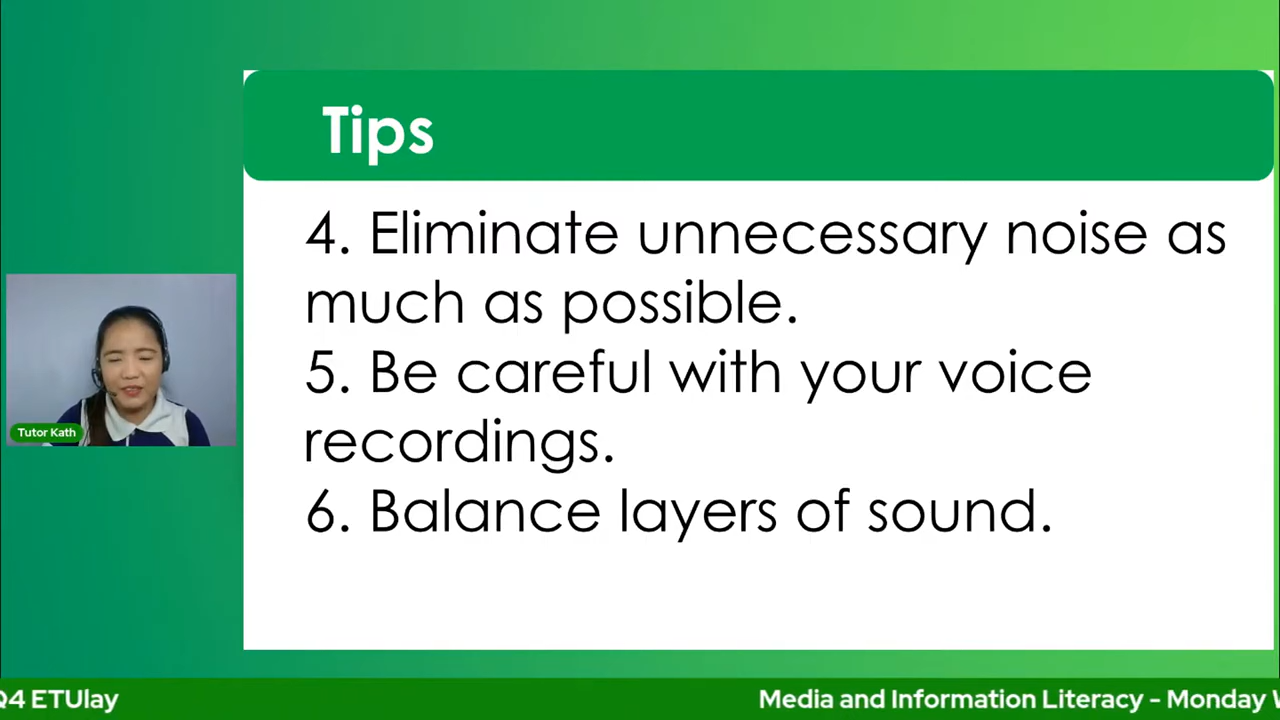 Tips
4. Eliminate unnecessary noise as
much as possible.
5. Be careful with your voice
recordings.
6. Balance layers of sound.
Tutor Kath
Q4 ETUlay
Media and Information Literacy - Monday